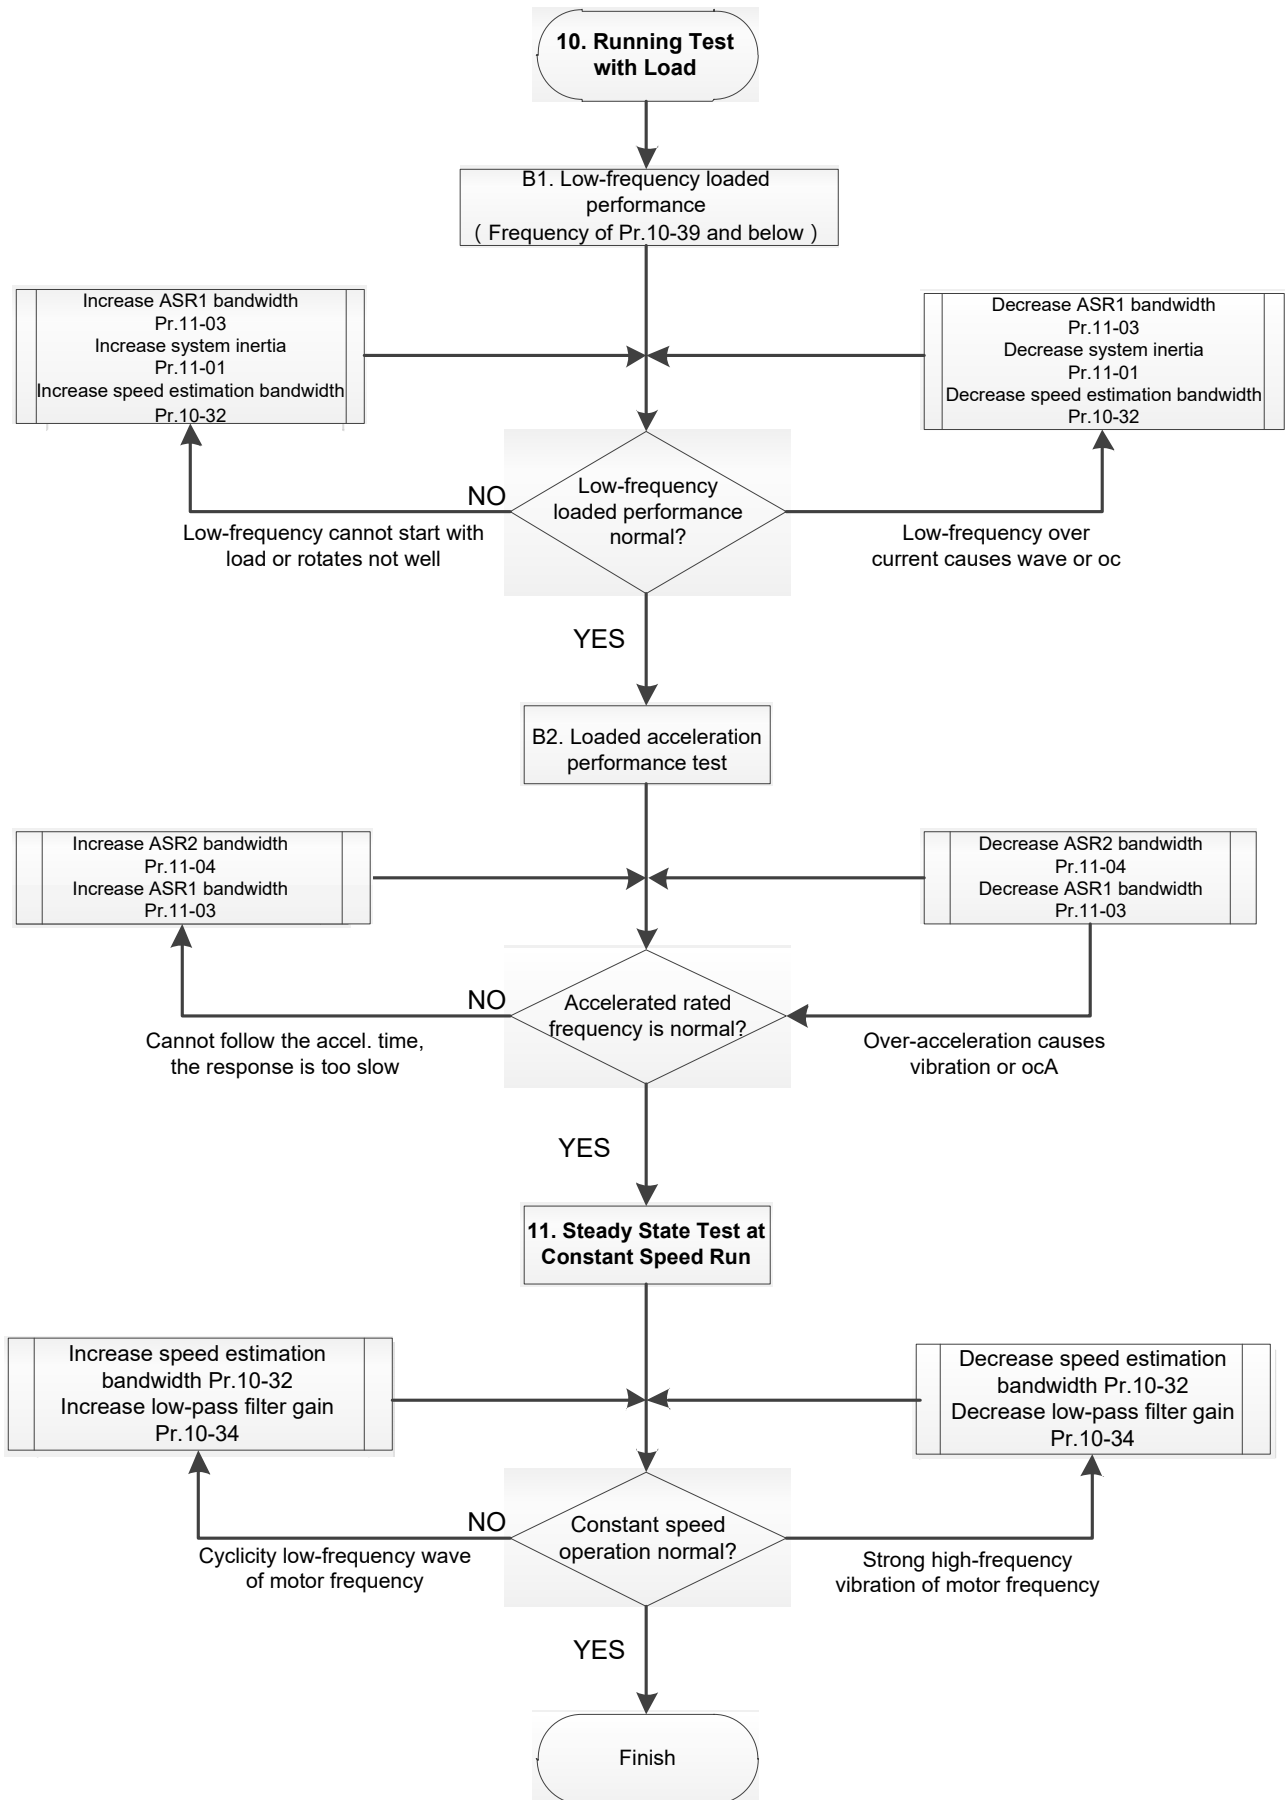 10. Running Test
with Load
B1. Low-frequency loaded
performance
( Frequency of Pr.10-39 and below )
Increase ASR1 bandwidth
Pr.11-03
Increase system inertia
Pr.11-01
Increase speed estimation bandwidth
Pr.10-32
Decrease ASR1 bandwidth
Pr.11-03
Decrease system inertia
Pr.11-01
Decrease speed estimation bandwidth
Pr.10-32
NO
Low-frequency
loaded performance
normal?
Low-frequency cannot start with
load or rotates not well
Low-frequency over
current causes wave or oc
YES
B2. Loaded acceleration
performance test
Increase ASR2 bandwidth
Pr.11-04
Increase ASR1 bandwidth
Pr.11-03
Decrease ASR2 bandwidth
Pr.11-04
Decrease ASR1 bandwidth
Pr.11-03
NO
Accelerated rated
frequency is normal?
Cannot follow the accel. time,
the response is too slow
Over-acceleration causes
vibration or ocA
YES
11. Steady State Test at
Constant Speed Run
Increase speed estimation
bandwidth Pr.10-32
Increase low-pass filter gain
Pr.10-34
Decrease speed estimation
bandwidth Pr.10-32
Decrease low-pass filter gain
Pr.10-34
NO
Constant speed
operation normal?
Cyclicity low-frequency wave
of motor frequency
Strong high-frequency
vibration of motor frequency
YES
Finish